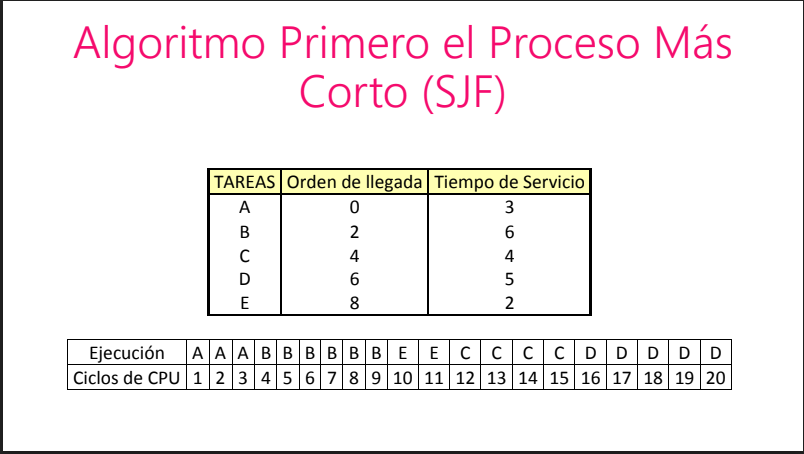 Algoritmo Primero el Proceso Más
Corto (SJF)
TAREAS Orden de llegada Tiempo de Servicio
A 0 3
B 2 6
C 4 4
D 6 5
E 8 2
Ejecución A A A B B B B B B E E C C C C D D D D D
Ciclos de CPU 1 2 3 4 5 6 7 8 9 10 11 12 13 14 15 16 17 18 19 20